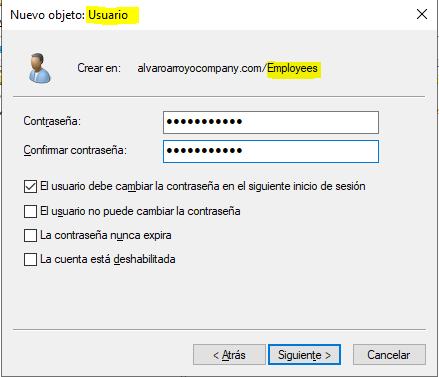 Nuevo objeto: Usuario
Crear en: alvaroarroyocompany.com/Employees
Contraseña: •••••••••••
Confirmar contraseña: •••••••••••
El usuario debe cambiar la contraseña en el siguiente inicio de sesión
El usuario no puede cambiar la contraseña
La contraseña nunca expira
La cuenta está deshabilitada
< Atrás Siguiente > Cancelar